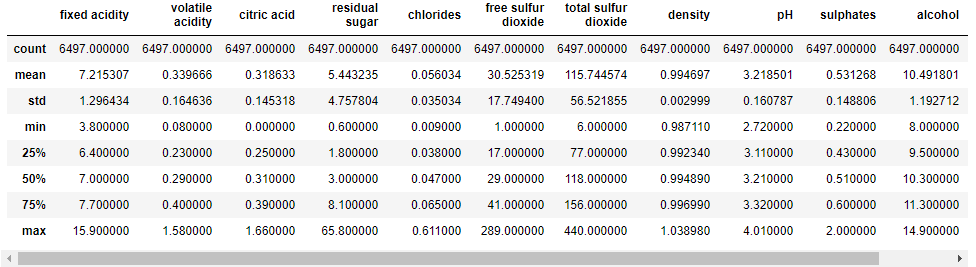 fixed acidity volatile acidity citric acid residual sugar chlorides free sulfur dioxide total sulfur dioxide density pH sulphates alcohol
count 6497.000000 6497.000000 6497.000000 6497.000000 6497.000000 6497.000000 6497.000000 6497.000000 6497.000000 6497.000000 6497.000000
mean 7.215307 0.339666 0.318633 5.443235 0.056034 30.525319 115.744574 0.994697 3.218501 0.531268 10.491801
std 1.296434 0.164636 0.145318 4.757804 0.035034 17.749400 56.521855 0.002999 0.160787 0.148806 1.192712
min 3.800000 0.080000 0.000000 0.600000 0.009000 1.000000 6.000000 0.987110 2.720000 0.220000 8.000000
25% 6.400000 0.230000 0.250000 1.800000 0.038000 17.000000 77.000000 0.992340 3.110000 0.430000 9.500000
50% 7.000000 0.290000 0.310000 3.000000 0.047000 29.000000 118.000000 0.994890 3.210000 0.510000 10.300000
75% 7.700000 0.400000 0.390000 8.100000 0.065000 41.000000 156.000000 0.996990 3.320000 0.600000 11.300000
max 15.900000 1.580000 1.660000 65.800000 0.611000 289.000000 440.000000 1.038980 4.010000 2.000000 14.900000